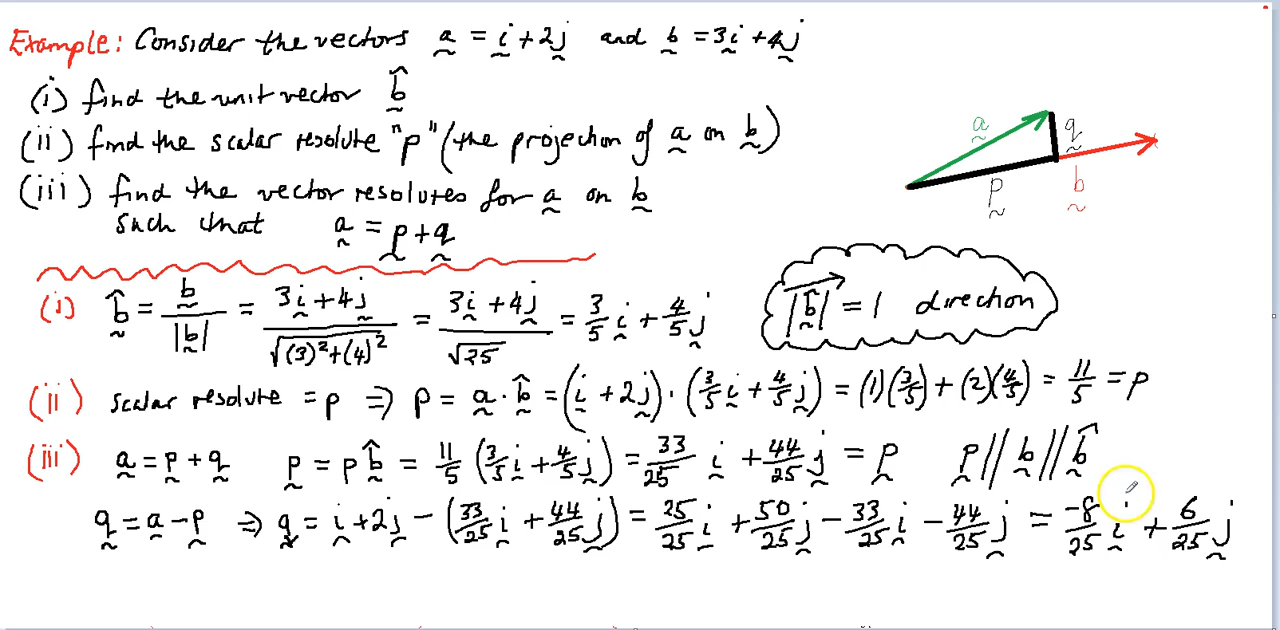 Example: Consider the vectors a̰ = ḭ + 2j̰ and b̰ = 3ḭ + 4j̰
(i) find the unit vector b̰̂
(ii) find the scalar resolute "p" (the projection of a̰ on b̰)
(iii) find the vector resolutes for a̰ on b̰
such that a̰ = p̰ + q̰
a̰
q̰
p̰
b̰
(i) b̰̂ = b̰/|b̰| = (3ḭ + 4j̰)/√((3)² + (4)²) = (3ḭ + 4j̰)/√25 = 3/5 ḭ + 4/5 j̰
|b̰̂| = 1 direction
(ii) scalar resolute = p ⇒ p = a̰ · b̰̂ = (ḭ + 2j̰) · (3/5 ḭ + 4/5 j̰) = (1)(3/5) + (2)(4/5) = 11/5 = p
(iii) a̰ = p̰ + q̰ p̰ = p b̰̂ = 11/5 (3/5 ḭ + 4/5 j̰) = 33/25 ḭ + 44/25 j̰ = p̰ p̰ // b̰ // b̰̂
q̰ = a̰ − p̰ ⇒ q̰ = ḭ + 2j̰ − (33/25 ḭ + 44/25 j̰) = 25/25 ḭ + 50/25 j̰ − 33/25 ḭ − 44/25 j̰ = −8/25 ḭ + 6/25 j̰